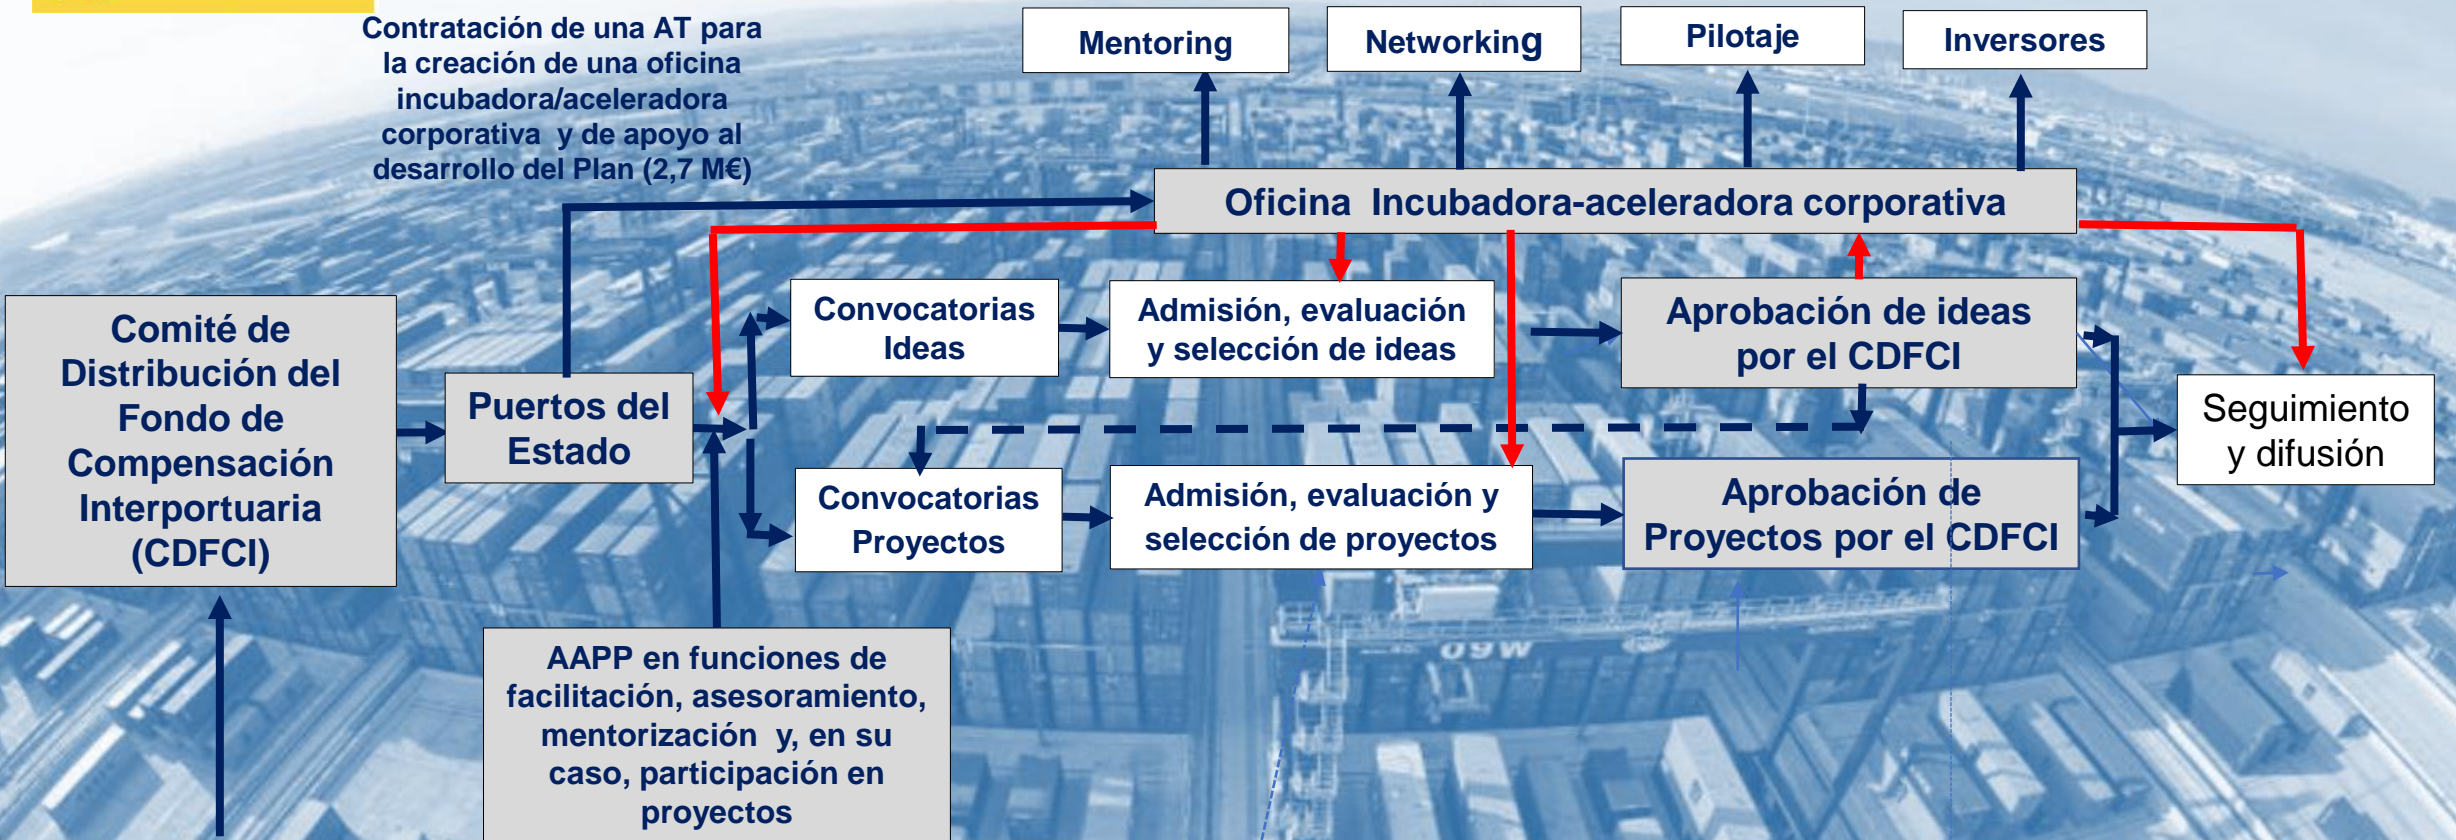 Contratación de una AT para
la creación de una oficina
incubadora/aceleradora
corporativa y de apoyo al
desarrollo del Plan (2,7 M€)
Mentoring
Networking
Pilotaje
Inversores
Oficina Incubadora-aceleradora corporativa
Comité de
Distribución del
Fondo de
Compensación
Interportuaria
(CDFCI)
Puertos del
Estado
Convocatorias
Ideas
Admisión, evaluación
y selección de ideas
Aprobación de ideas
por el CDFCI
Convocatorias
Proyectos
Admisión, evaluación y
selección de proyectos
Aprobación de
Proyectos por el CDFCI
Seguimiento
y difusión
AAPP en funciones de
facilitación, asesoramiento,
mentorización y, en su
caso, participación en
proyectos